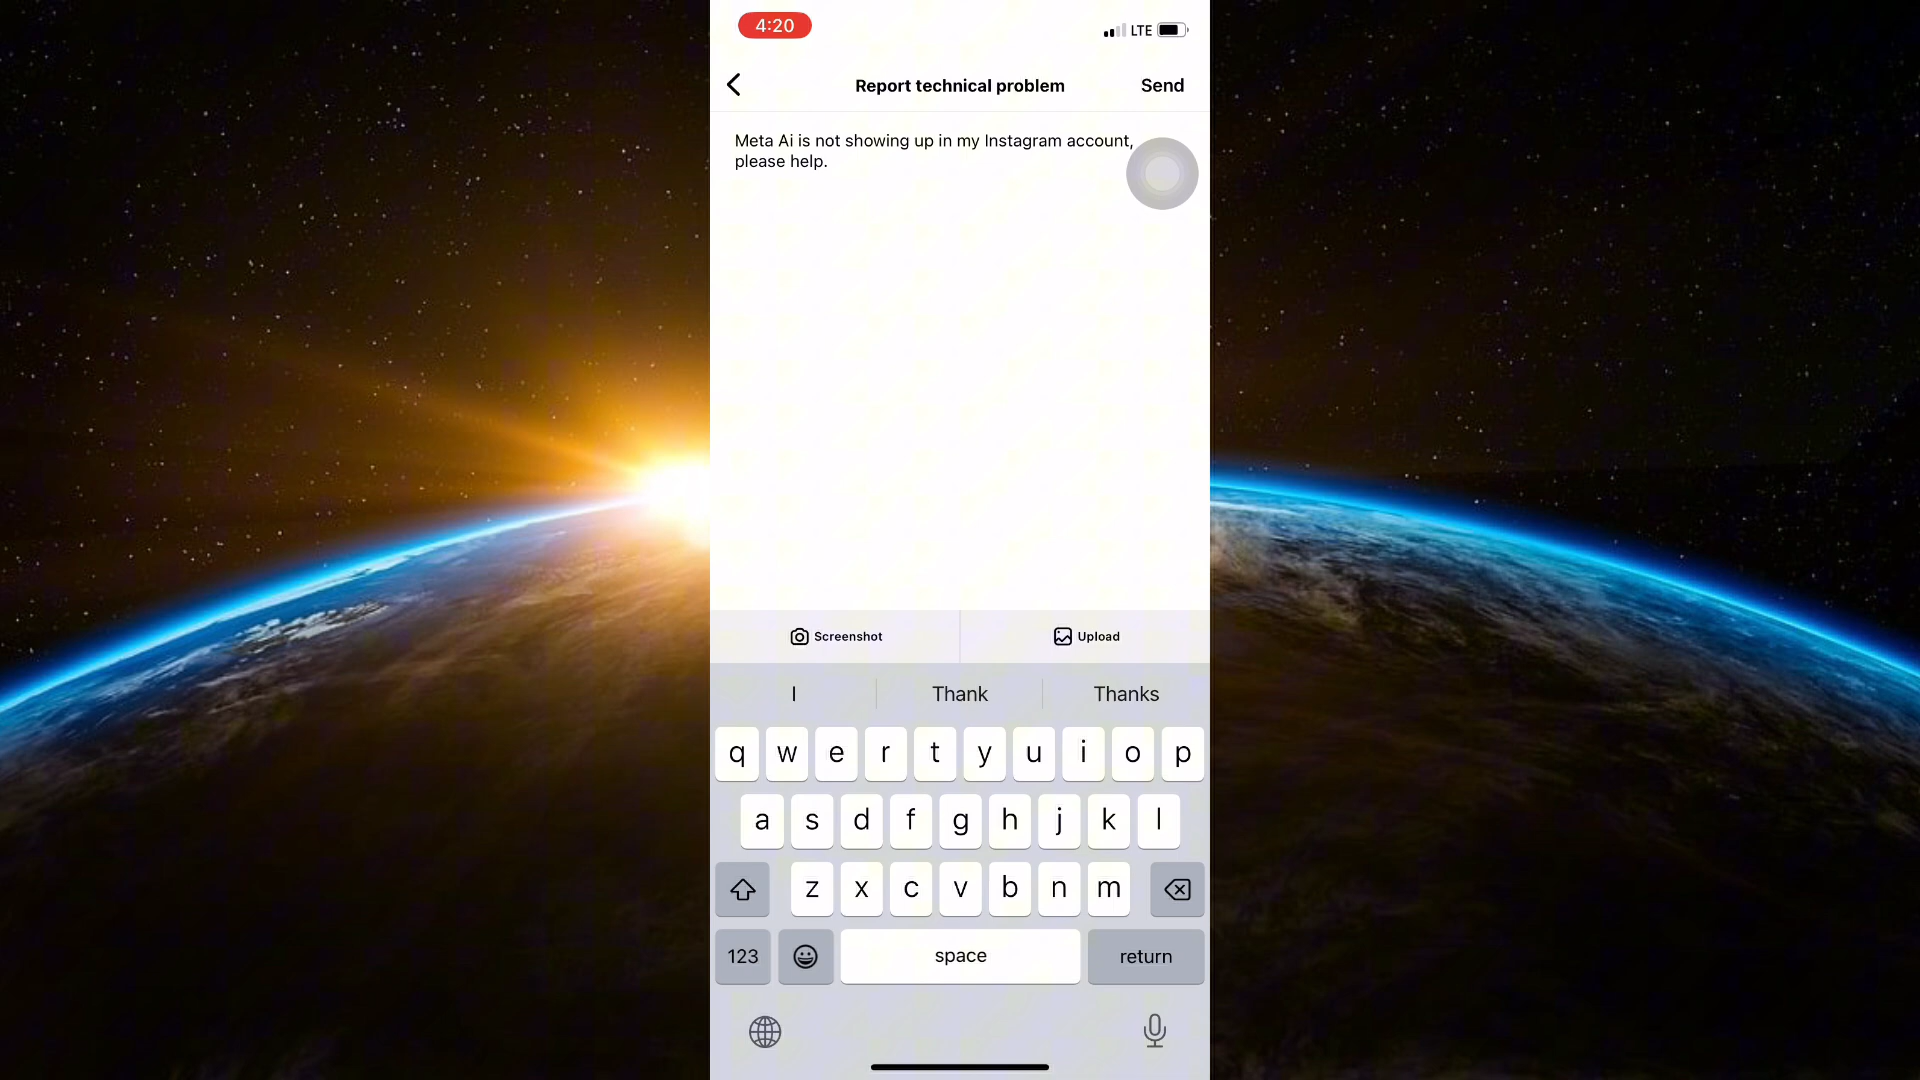 4:20
LTE
Report technical problem
Send
Meta Ai is not showing up in my Instagram account,
please help.
Screenshot
Upload
I
Thank
Thanks
q w e r t y u i o p
a s d f g h j k l
z x c v b n m
123
space
return